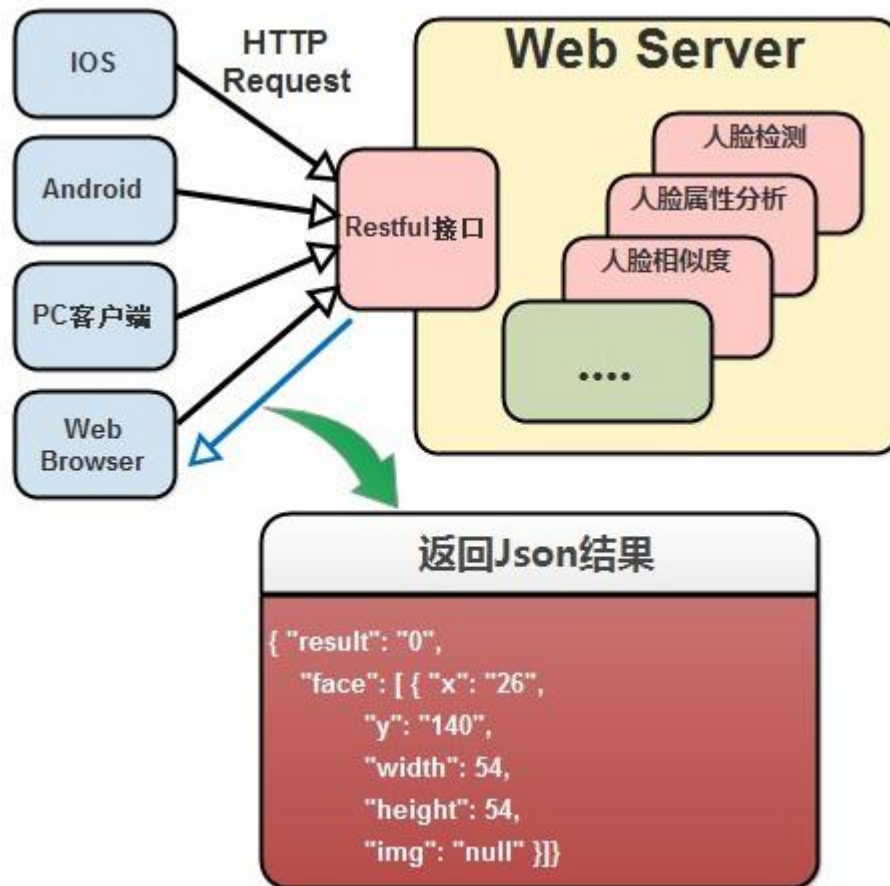 IOS
HTTP
Request
Web Server
人脸检测
Android
人脸属性分析
Restful接口
人脸相似度
PC客户端
....
Web
Browser
返回Json结果
{ "result": "0",
"face": [ { "x": "26",
"y": "140",
"width": 54,
"height": 54,
"img": "null" }]}